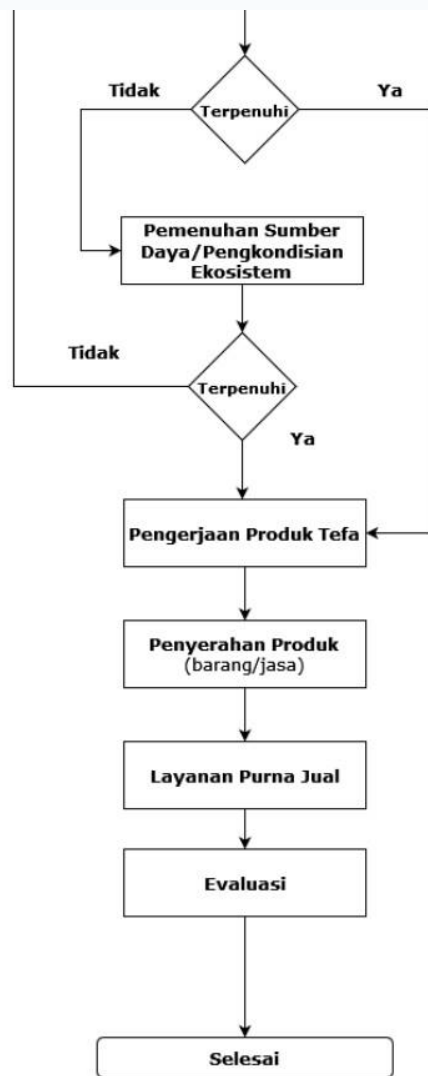 Tidak
Ya
Terpenuhi
Pemenuhan Sumber
Daya/Pengkondisian
Ekosistem
Tidak
Terpenuhi
Ya
Pengerjaan Produk Tefa
Penyerahan Produk
(barang/jasa)
Layanan Purna Jual
Evaluasi
Selesai